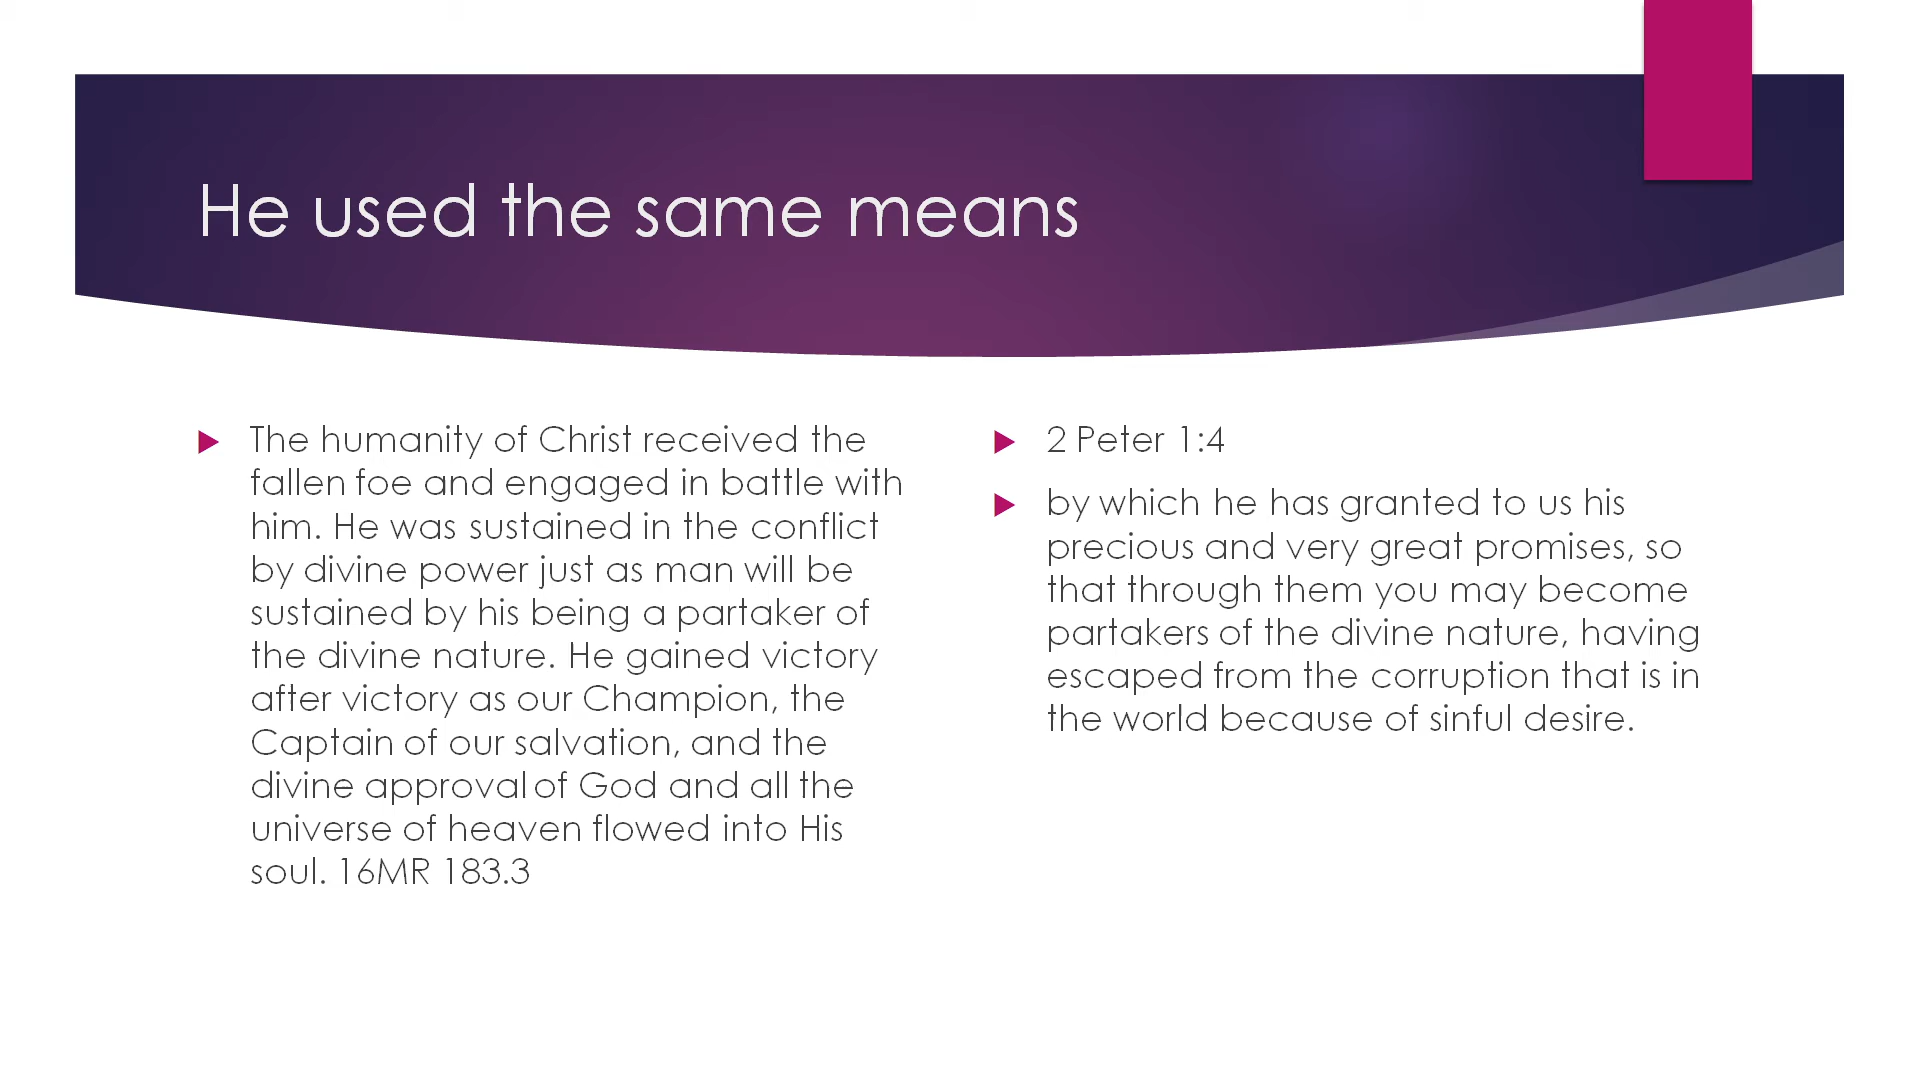 He used the same means
The humanity of Christ received the
fallen foe and engaged in battle with
him. He was sustained in the conflict
by divine power just as man will be
sustained by his being a partaker of
the divine nature. He gained victory
after victory as our Champion, the
Captain of our salvation, and the
divine approval of God and all the
universe of heaven flowed into His
soul. 16MR 183.3
2 Peter 1:4
by which he has granted to us his
precious and very great promises, so
that through them you may become
partakers of the divine nature, having
escaped from the corruption that is in
the world because of sinful desire.